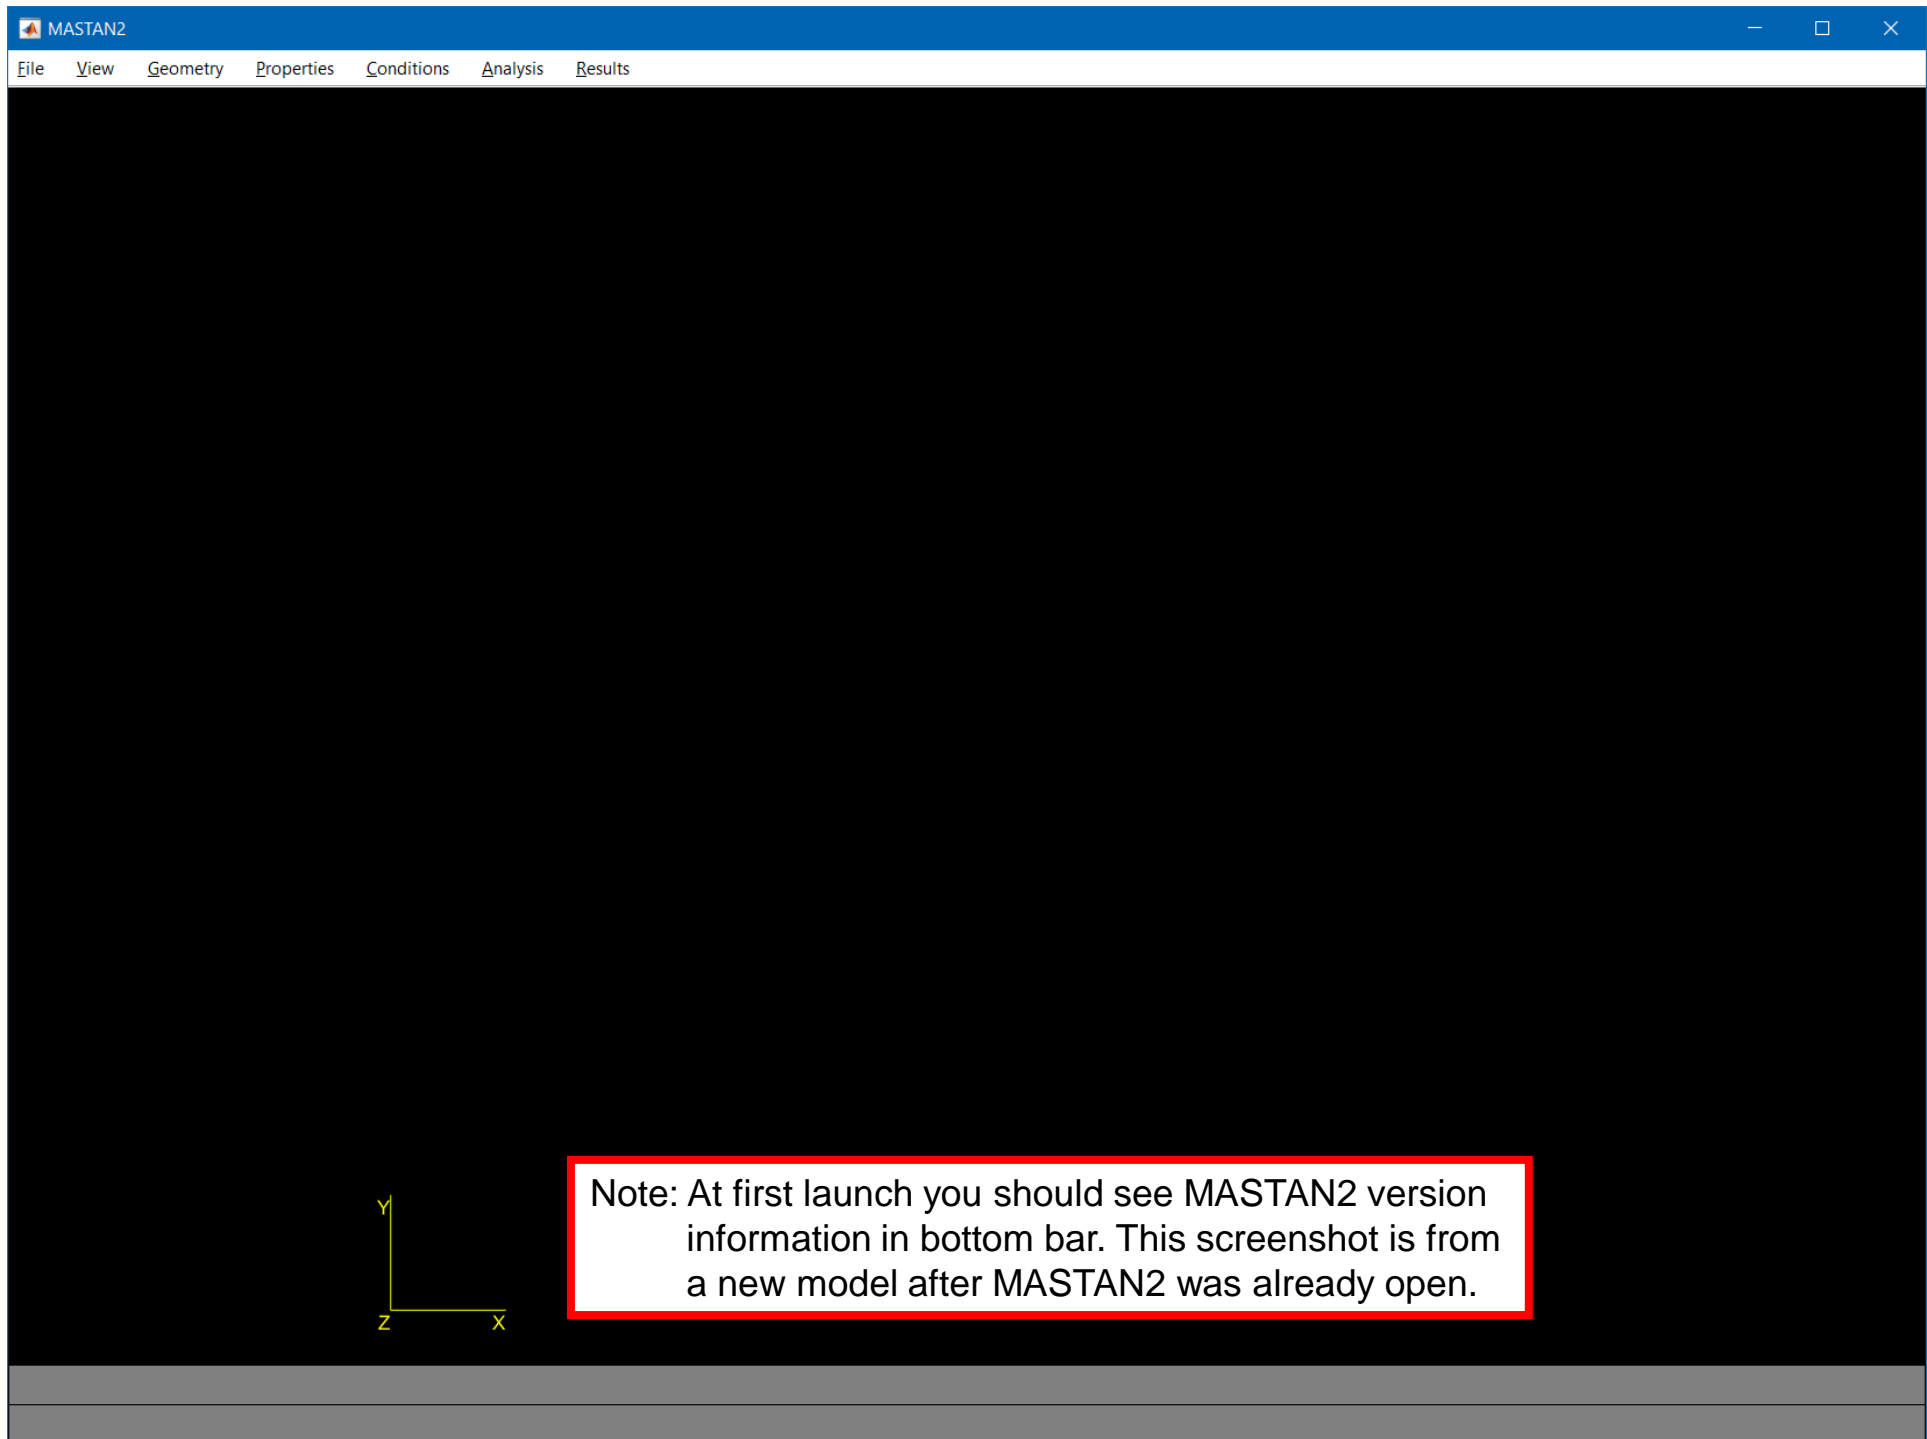 MASTAN2
File View Geometry Properties Conditions Analysis Results
Note: At first launch you should see MASTAN2 version
information in bottom bar. This screenshot is from
a new model after MASTAN2 was already open.
Y
Z X